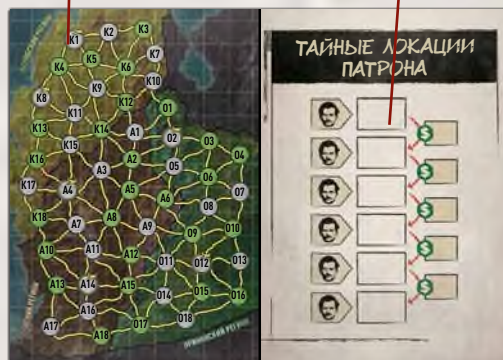 K1
K2
K3
K4
K5
K6
K7
K8
K9
K10
K11
K12
K13
K14
K15
K16
K17
K18
A1
A2
A3
A4
A5
A6
A7
A8
A9
A10
A11
A12
A13
A14
A15
A16
A17
A18
O1
O2
O3
O4
O5
O6
O7
O8
O9
O10
O11
O12
O13
O14
O15
O16
O17
O18
ТАЙНЫЕ ЛОКАЦИИ
ПАТРОНА
$
$
$
$
$